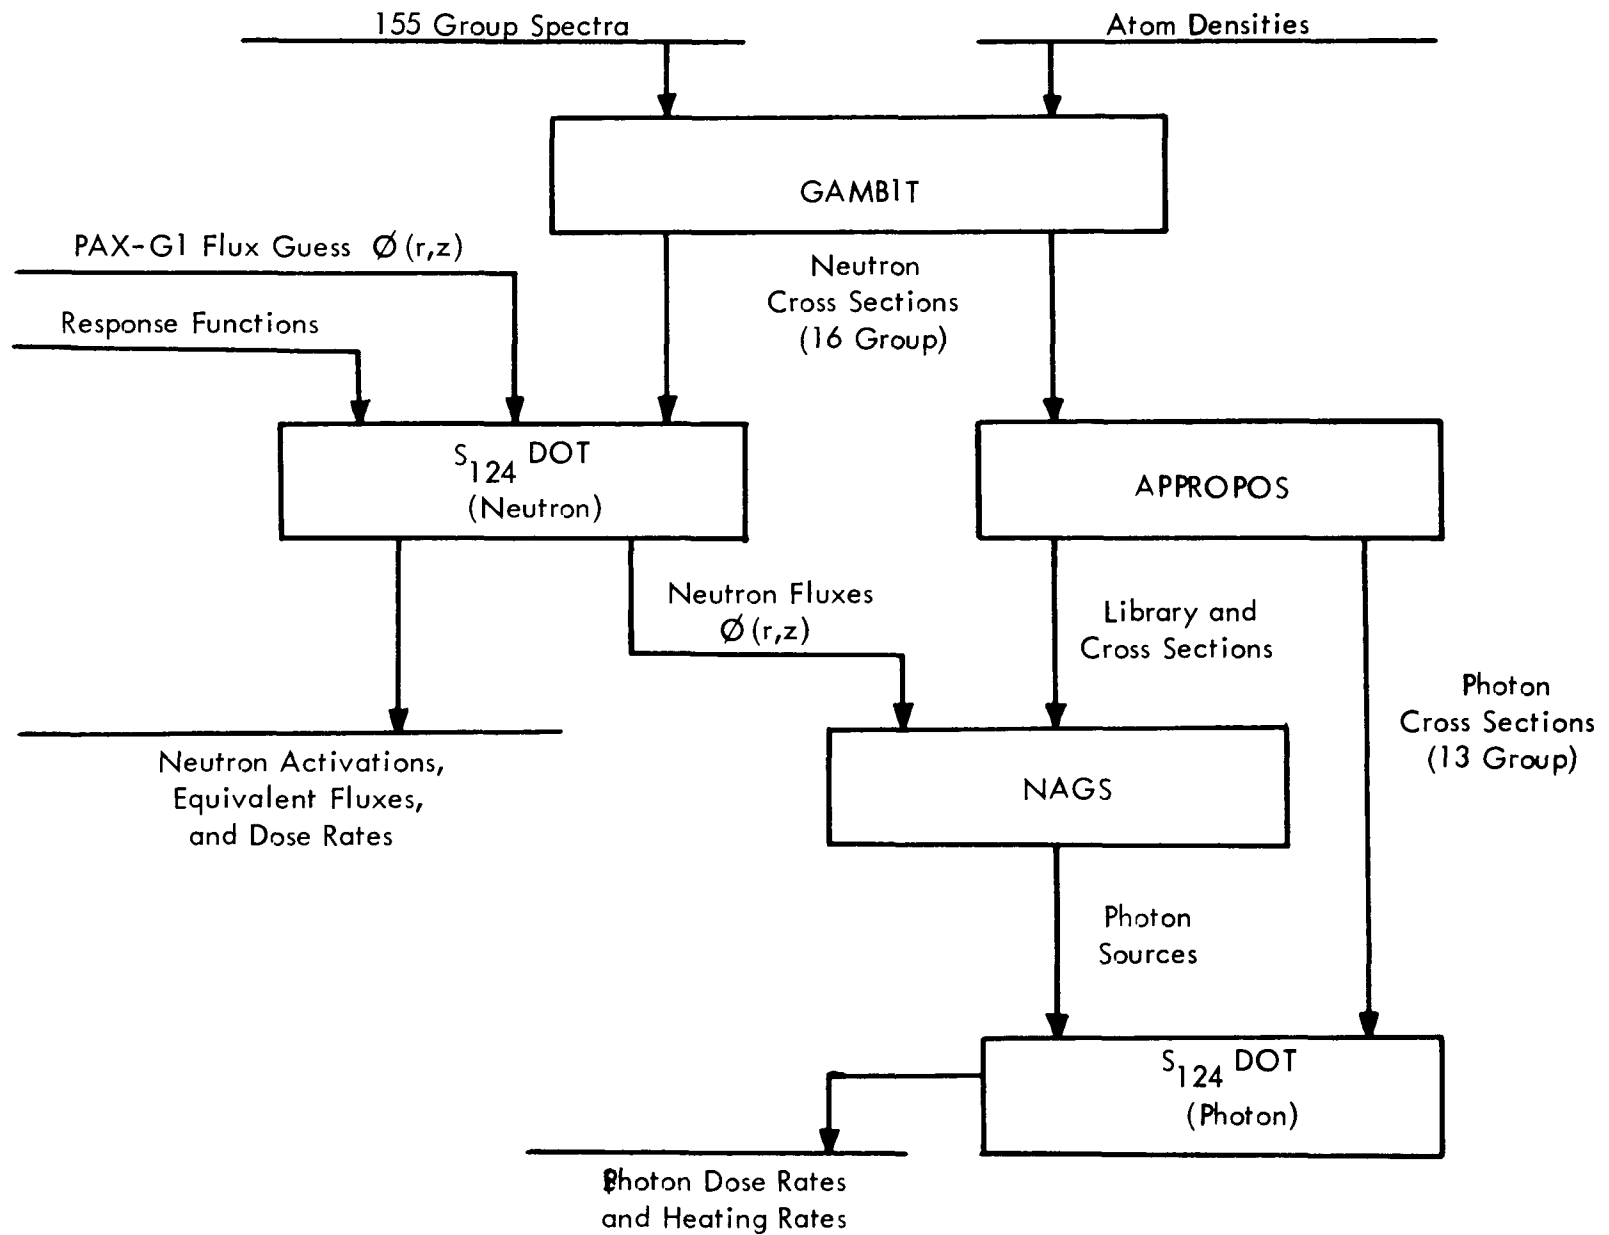 155 Group Spectra
Atom Densities
GAMBIT
PAX-G1 Flux Guess Ø (r,z)
Neutron
Cross Sections
(16 Group)
Response Functions
S124 DOT
(Neutron)
APPROPOS
Neutron Fluxes
Ø (r,z)
Library and
Cross Sections
Photon
Cross Sections
(13 Group)
Neutron Activations,
Equivalent Fluxes,
and Dose Rates
NAGS
Photon
Sources
S124 DOT
(Photon)
Photon Dose Rates
and Heating Rates